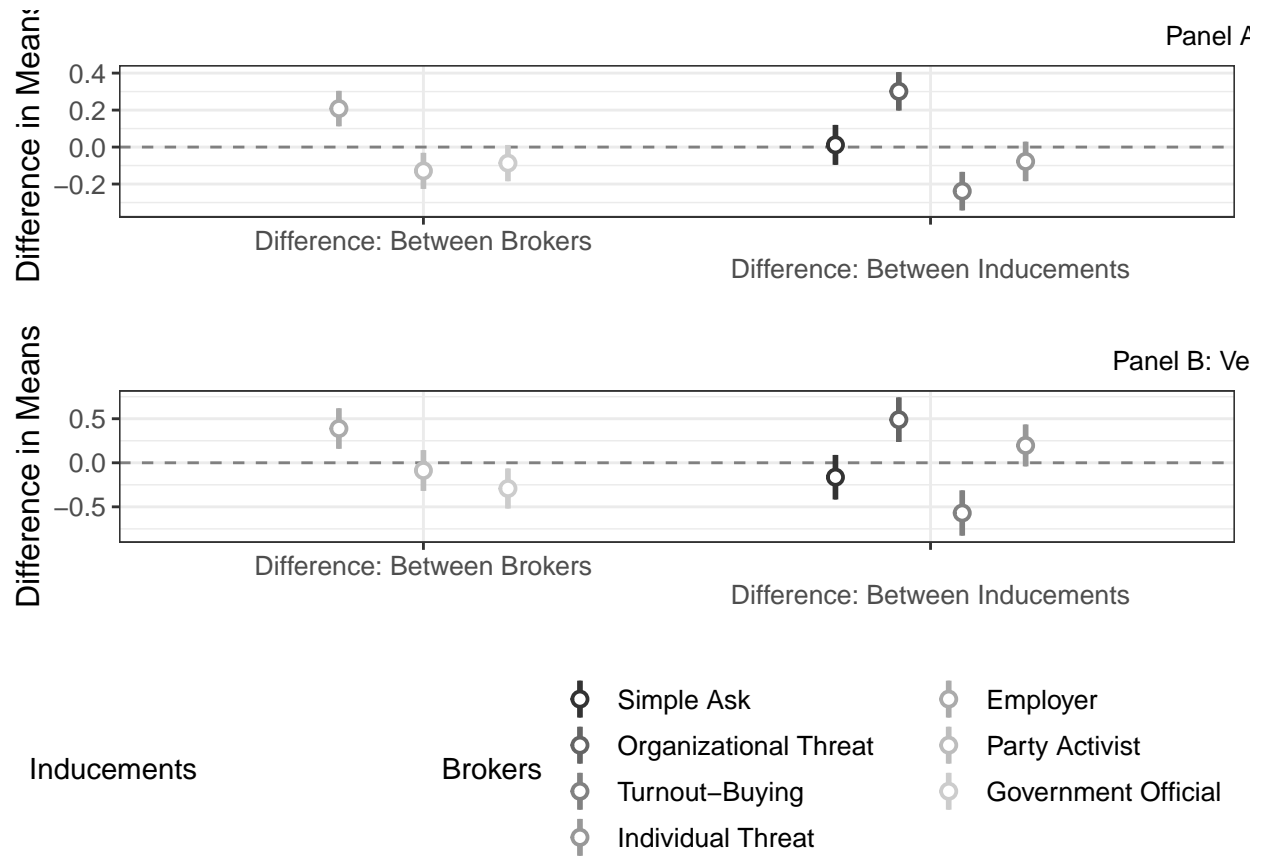 Panel A
Difference in Means
0.4
0.2
0.0
−0.2
Difference: Between Brokers
Difference: Between Inducements
Panel B: Ve
Difference in Means
0.5
0.0
−0.5
Difference: Between Brokers
Difference: Between Inducements
Inducements Brokers
Simple Ask
Organizational Threat
Turnout−Buying
Individual Threat
Employer
Party Activist
Government Official